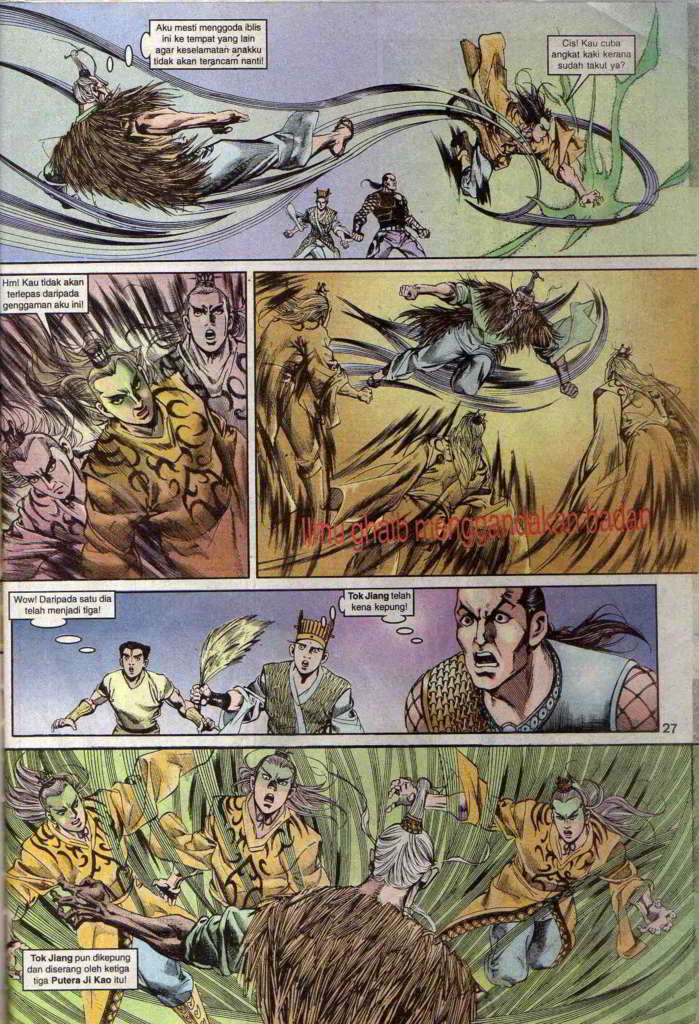 Aku mesti menggoda iblis
ini ke tempat yang lain
agar keselamatan anakku
tidak akan terancam nanti!
Cis! Kau cuba
angkat kaki kerana
sudah takut ya?
Hm! Kau tidak akan
terlepas daripada
genggaman aku ini!
Ilmu ghaib menggandakan badan
Wow! Daripada satu dia
telah menjadi tiga!
Tok Jiang telah
kena kepung!
27
Tok Jiang pun dikepung
dan diserang oleh ketiga
tiga Putera Ji Kao itu!